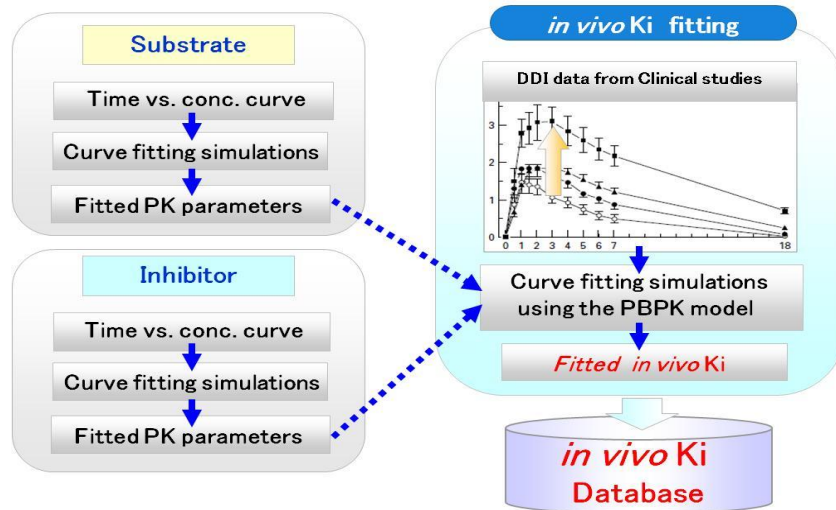 Substrate
Time vs. conc. curve
Curve fitting simulations
Fitted PK parameters
Inhibitor
Time vs. conc. curve
Curve fitting simulations
Fitted PK parameters
in vivo Ki fitting
DDI data from Clinical studies
3
2
1
0
0 1 2 3 4 5 6 7 18
Curve fitting simulations
using the PBPK model
Fitted in vivo Ki
in vivo Ki
Database